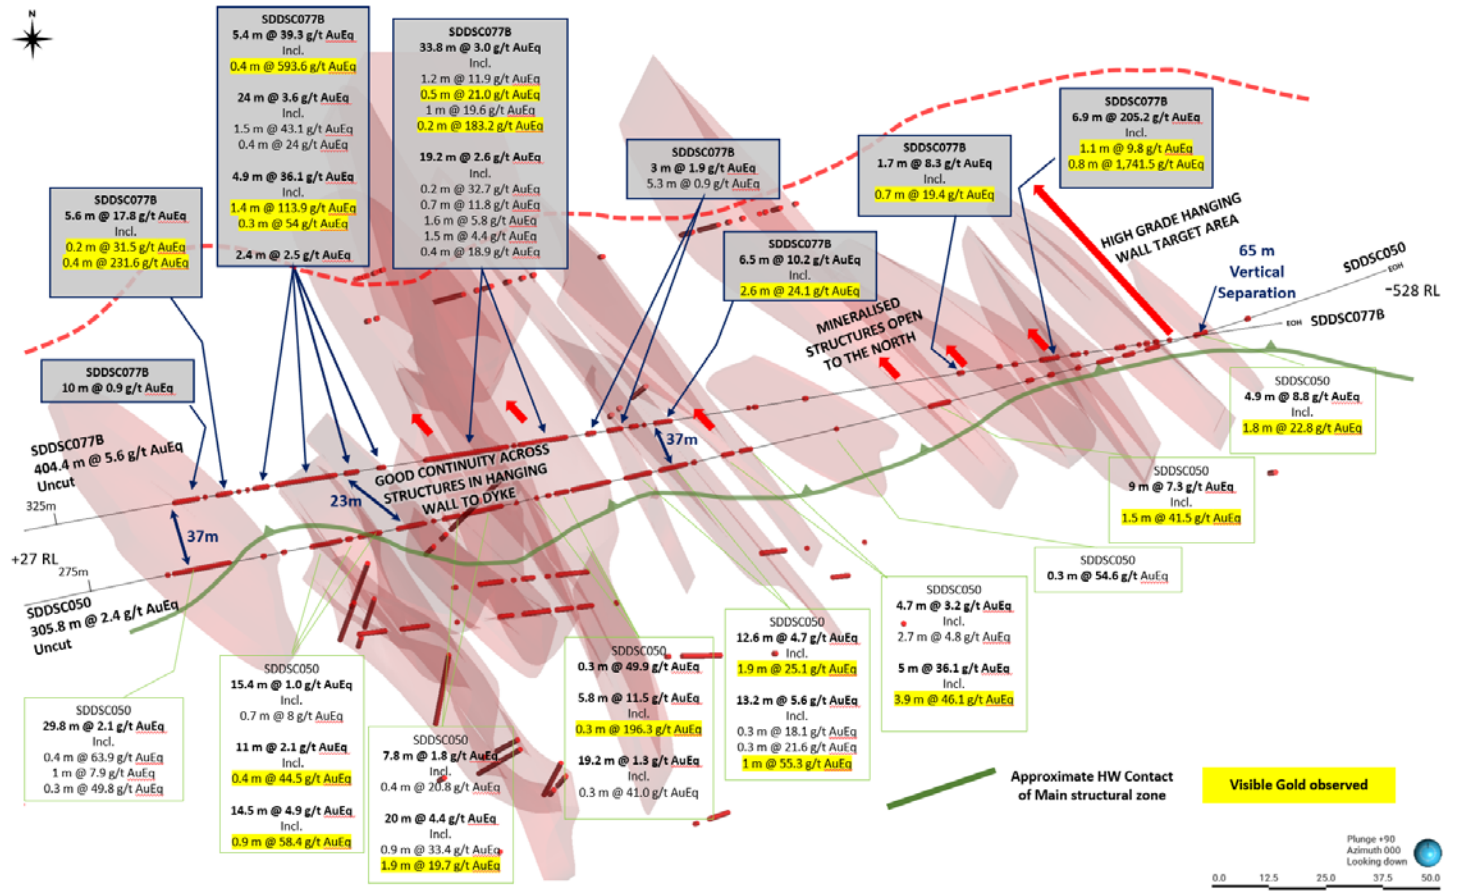 N
SDDSC077B
5.4 m @ 39.3 g/t AuEq
Incl.
0.4 m @ 593.6 g/t AuEq
24 m @ 3.6 g/t AuEq
Incl.
1.5 m @ 43.1 g/t AuEq
0.4 m @ 24 g/t AuEq
4.9 m @ 36.1 g/t AuEq
Incl.
1.4 m @ 113.9 g/t AuEq
0.3 m @ 54 g/t AuEq
2.4 m @ 2.5 g/t AuEq
SDDSC077B
33.8 m @ 3.0 g/t AuEq
Incl.
1.2 m @ 11.9 g/t AuEq
0.5 m @ 21.0 g/t AuEq
1 m @ 19.6 g/t AuEq
0.2 m @ 183.2 g/t AuEq
19.2 m @ 2.6 g/t AuEq
Incl.
0.2 m @ 32.7 g/t AuEq
0.7 m @ 11.8 g/t AuEq
1.6 m @ 5.8 g/t AuEq
1.5 m @ 4.4 g/t AuEq
0.4 m @ 18.9 g/t AuEq
SDDSC077B
6.9 m @ 205.2 g/t AuEq
Incl.
1.1 m @ 9.8 g/t AuEq
0.8 m @ 1,741.5 g/t AuEq
SDDSC077B
1.7 m @ 8.3 g/t AuEq
Incl.
0.7 m @ 19.4 g/t AuEq
SDDSC077B
3 m @ 1.9 g/t AuEq
5.3 m @ 0.9 g/t AuEq
SDDSC077B
5.6 m @ 17.8 g/t AuEq
Incl.
0.2 m @ 31.5 g/t AuEq
0.4 m @ 231.6 g/t AuEq
SDDSC077B
6.5 m @ 10.2 g/t AuEq
Incl.
2.6 m @ 24.1 g/t AuEq
HIGH GRADE HANGING
WALL TARGET AREA
65 m
Vertical
Separation
SDDSC050
EOH
-528 RL
EOH
SDDSC077B
MINERALISED
STRUCTURES OPEN
TO THE NORTH
SDDSC077B
10 m @ 0.9 g/t AuEq
SDDSC050
4.9 m @ 8.8 g/t AuEq
Incl.
1.8 m @ 22.8 g/t AuEq
SDDSC077B
404.4 m @ 5.6 g/t AuEq
Uncut
325m
37m
23m
37m
GOOD CONTINUITY ACROSS
STRUCTURES IN HANGING
WALL TO DYKE
SDDSC050
9 m @ 7.3 g/t AuEq
Incl.
1.5 m @ 41.5 g/t AuEq
+27 RL
275m
SDDSC050
305.8 m @ 2.4 g/t AuEq
Uncut
SDDSC050
0.3 m @ 54.6 g/t AuEq
SDDSC050
4.7 m @ 3.2 g/t AuEq
Incl.
2.7 m @ 4.8 g/t AuEq
5 m @ 36.1 g/t AuEq
Incl.
3.9 m @ 46.1 g/t AuEq
SDDSC050
12.6 m @ 4.7 g/t AuEq
Incl.
1.9 m @ 25.1 g/t AuEq
13.2 m @ 5.6 g/t AuEq
Incl.
0.3 m @ 18.1 g/t AuEq
0.3 m @ 21.6 g/t AuEq
1 m @ 55.3 g/t AuEq
SDDSC050
0.3 m @ 49.9 g/t AuEq
5.8 m @ 11.5 g/t AuEq
Incl.
0.3 m @ 196.3 g/t AuEq
19.2 m @ 1.3 g/t AuEq
Incl.
0.3 m @ 41.0 g/t AuEq
SDDSC050
15.4 m @ 1.0 g/t AuEq
Incl.
0.7 m @ 8 g/t AuEq
11 m @ 2.1 g/t AuEq
Incl.
0.4 m @ 44.5 g/t AuEq
14.5 m @ 4.9 g/t AuEq
Incl.
0.9 m @ 58.4 g/t AuEq
SDDSC050
29.8 m @ 2.1 g/t AuEq
Incl.
0.4 m @ 63.9 g/t AuEq
1 m @ 7.9 g/t AuEq
0.3 m @ 49.8 g/t AuEq
SDDSC050
7.8 m @ 1.8 g/t AuEq
Incl.
0.4 m @ 20.8 g/t AuEq
20 m @ 4.4 g/t AuEq
Incl.
0.9 m @ 33.4 g/t AuEq
1.9 m @ 19.7 g/t AuEq
Approximate HW Contact
of Main structural zone
Visible Gold observed
Plunge +90
Azimuth 000
Looking down
0.0 12.5 25.0 37.5 50.0